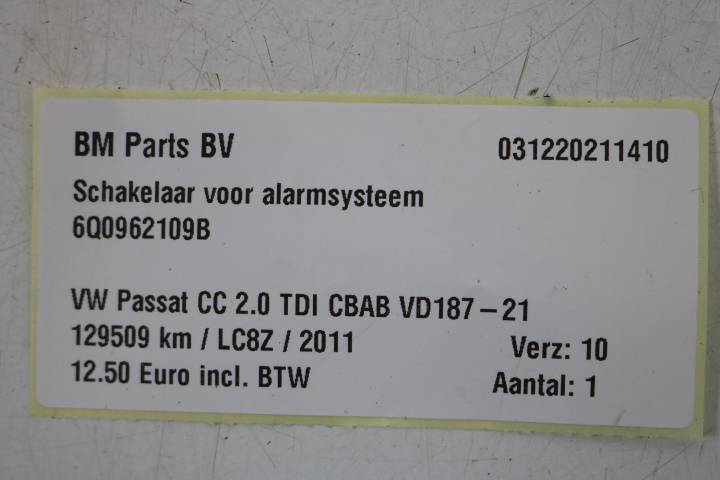 BM Parts BV 031220211410
Schakelaar voor alarmsysteem
6Q0962109B
VW Passat CC 2.0 TDI CBAB VD187-21
129509 km / LC8Z / 2011 Verz: 10
12.50 Euro incl. BTW Aantal: 1